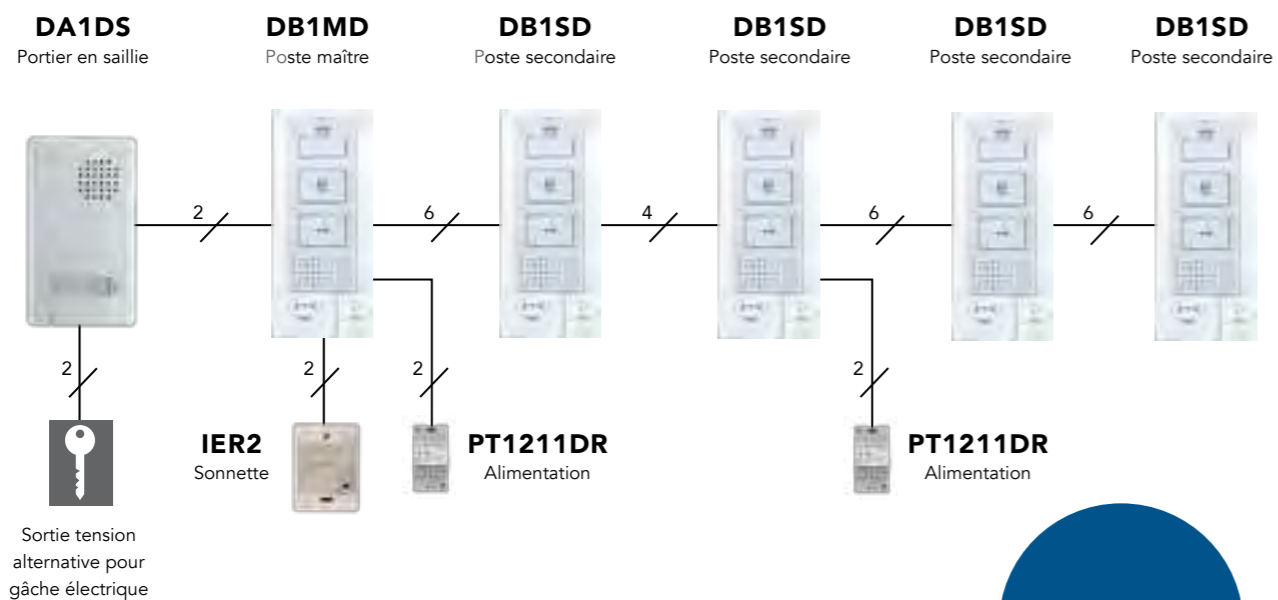 DA1DS
Portier en saillie
DB1MD
Poste maître
DB1SD
Poste secondaire
DB1SD
Poste secondaire
DB1SD
Poste secondaire
DB1SD
Poste secondaire
2
6
4
6
6
2
2
2
2
IER2
Sonnette
PT1211DR
Alimentation
PT1211DR
Alimentation
Sortie tension
alternative pour
gâche électrique